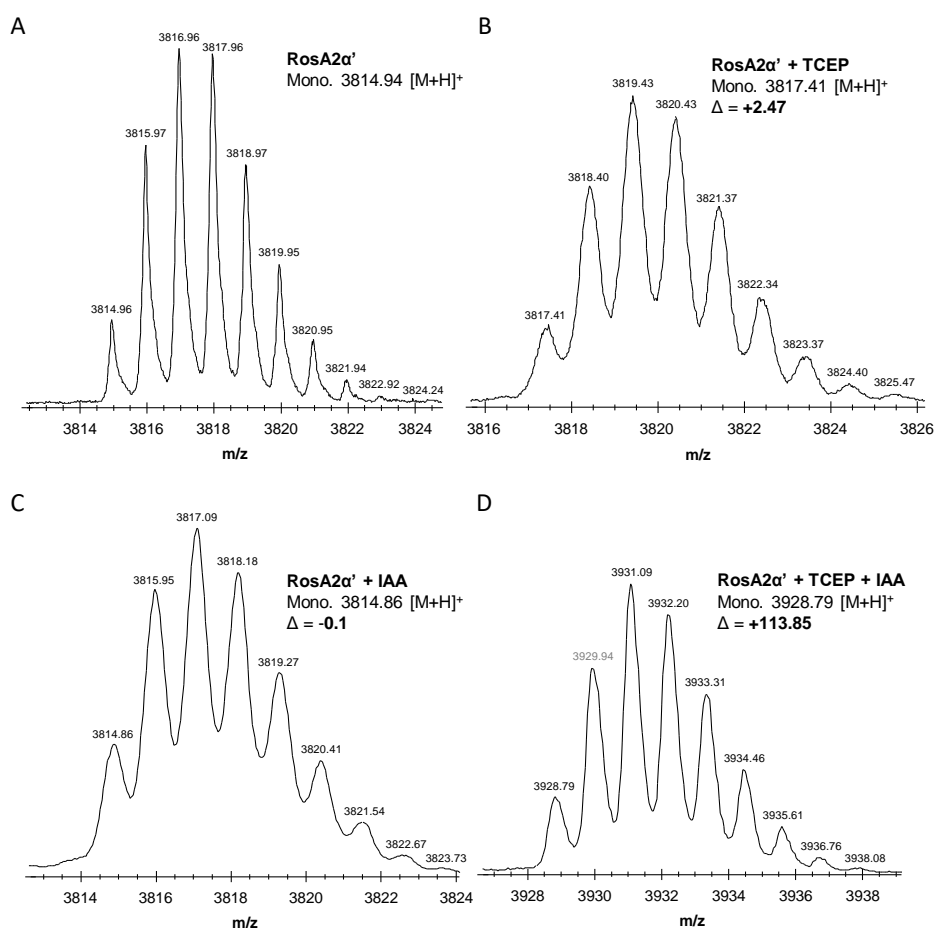 A
3816.96
3817.96
RosA2α'
Mono. 3814.94 [M+H]+
3815.97
3818.97
3819.95
3814.96
3820.95
3821.94
3822.92
3824.24
3814 3816 3818 3820 3822 3824
m/z
B
RosA2α' + TCEP
Mono. 3817.41 [M+H]+
Δ = +2.47
3819.43
3820.43
3818.40
3821.37
3822.34
3817.41
3823.37
3824.40
3825.47
3816 3818 3820 3822 3824 3826
m/z
C
3817.09
3818.18
3815.95
RosA2α' + IAA
Mono. 3814.86 [M+H]+
Δ = -0.1
3819.27
3814.86
3820.41
3821.54
3822.67
3823.73
3814 3816 3818 3820 3822 3824
m/z
D
3931.09
RosA2α' + TCEP + IAA
Mono. 3928.79 [M+H]+
Δ = +113.85
3932.20
3929.94
3933.31
3934.46
3928.79
3935.61
3936.76
3938.08
3928 3930 3932 3934 3936 3938
m/z